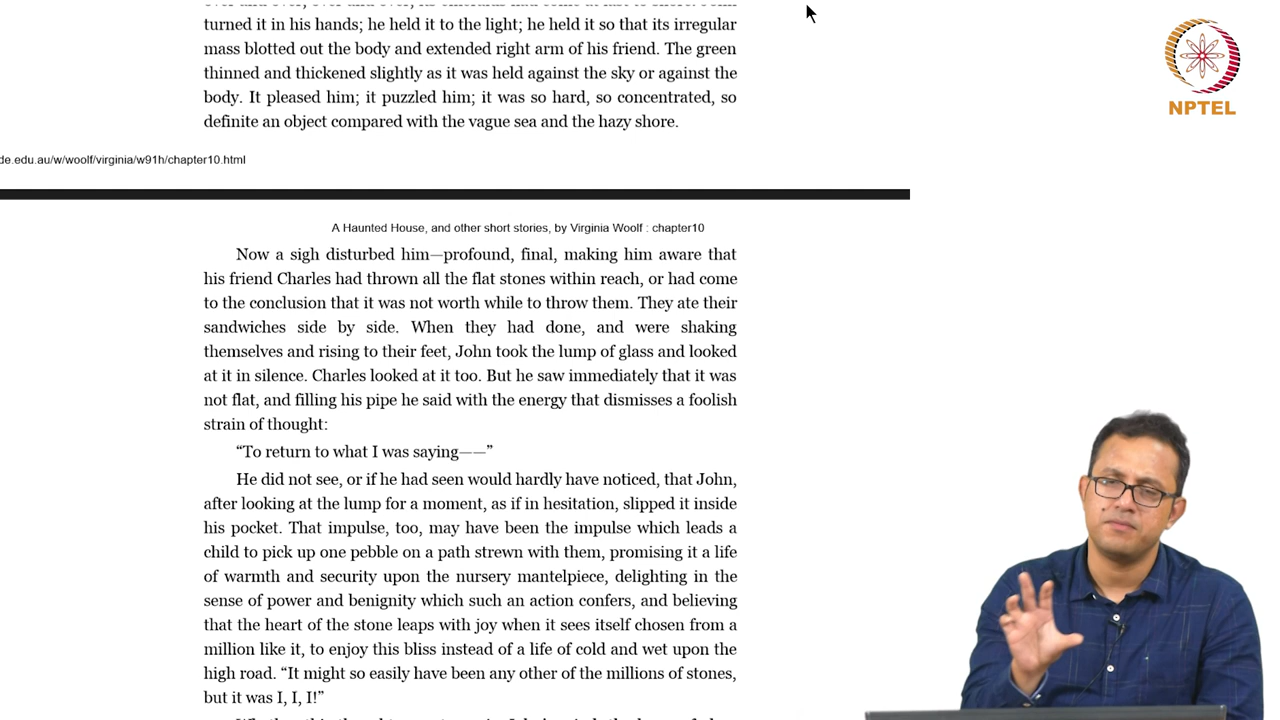 turned it in his hands; he held it to the light; he held it so that its irregular
mass blotted out the body and extended right arm of his friend. The green
thinned and thickened slightly as it was held against the sky or against the
body. It pleased him; it puzzled him; it was so hard, so concentrated, so
definite an object compared with the vague sea and the hazy shore.
NPTEL
de.edu.au/w/woolf/virginia/w91h/chapter10.html
A Haunted House, and other short stories, by Virginia Woolf : chapter10
Now a sigh disturbed him—profound, final, making him aware that
his friend Charles had thrown all the flat stones within reach, or had come
to the conclusion that it was not worth while to throw them. They ate their
sandwiches side by side. When they had done, and were shaking
themselves and rising to their feet, John took the lump of glass and looked
at it in silence. Charles looked at it too. But he saw immediately that it was
not flat, and filling his pipe he said with the energy that dismisses a foolish
strain of thought:
“To return to what I was saying——”
He did not see, or if he had seen would hardly have noticed, that John,
after looking at the lump for a moment, as if in hesitation, slipped it inside
his pocket. That impulse, too, may have been the impulse which leads a
child to pick up one pebble on a path strewn with them, promising it a life
of warmth and security upon the nursery mantelpiece, delighting in the
sense of power and benignity which such an action confers, and believing
that the heart of the stone leaps with joy when it sees itself chosen from a
million like it, to enjoy this bliss instead of a life of cold and wet upon the
high road. “It might so easily have been any other of the millions of stones,
but it was I, I, I!”